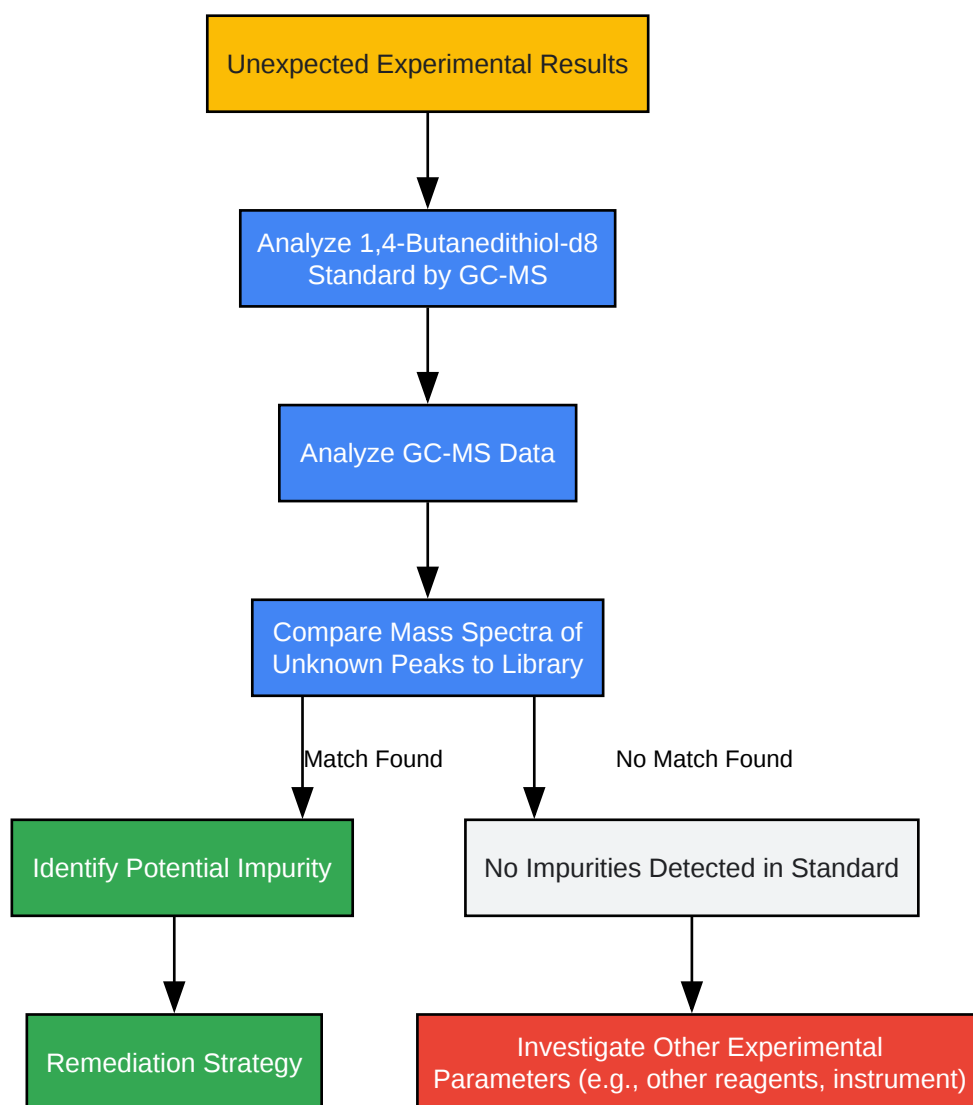 Unexpected Experimental Results
Analyze 1,4-Butanedithiol-d8
Standard by GC-MS
Analyze GC-MS Data
Compare Mass Spectra of
Unknown Peaks to Library
Match Found
No Match Found
Identify Potential Impurity
No Impurities Detected in Standard
Remediation Strategy
Investigate Other Experimental
Parameters (e.g., other reagents, instrument)